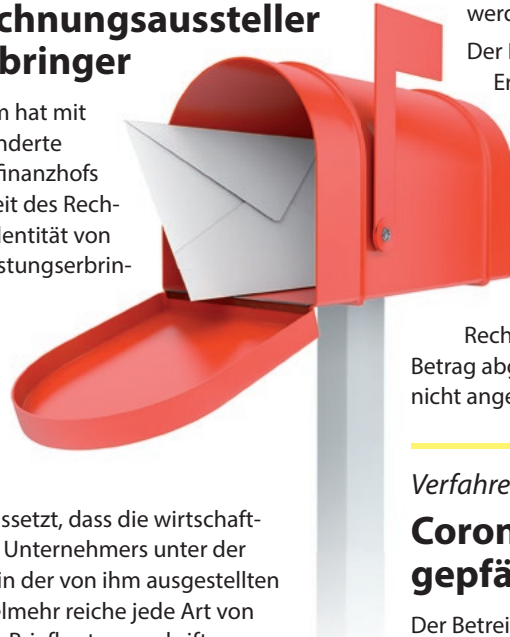 chnungsaussteller
bringer
n hat mit
nderte
finanzhofs
eit des Rech-
dentität von
stungserbrin-
ssetzt, dass die wirtschaft-
Unternehmers unter der
in der von ihm ausgestellten
elmehr reiche jede Art von
werd
Der
Er
Rech
Betrag abg
nicht ange
Verfahre
Coron
gepfä
Der Betrei